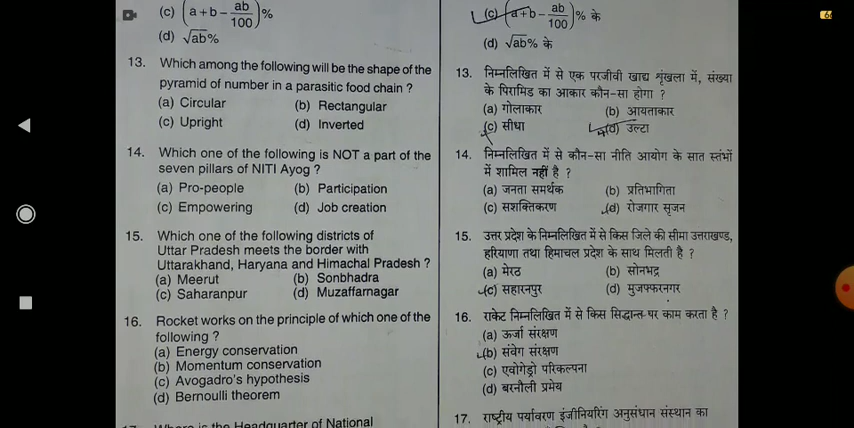 (c) (a+b - ab/100)%
(d) √ab%
13. Which among the following will be the shape of the
pyramid of number in a parasitic food chain ?
(a) Circular (b) Rectangular
(c) Upright (d) Inverted
14. Which one of the following is NOT a part of the
seven pillars of NITI Ayog ?
(a) Pro-people (b) Participation
(c) Empowering (d) Job creation
15. Which one of the following districts of
Uttar Pradesh meets the border with
Uttarakhand, Haryana and Himachal Pradesh ?
(a) Meerut (b) Sonbhadra
(c) Saharanpur (d) Muzaffarnagar
16. Rocket works on the principle of which one of the
following ?
(a) Energy conservation
(b) Momentum conservation
(c) Avogadro's hypothesis
(d) Bernoulli theorem
17. Where is the Headquarter of National
(c) (a+b - ab/100)% के
(d) √ab% के
13. निम्नलिखित में से एक परजीवी खाद्य शृंखला में, संख्या
के पिरामिड का आकार कौन-सा होगा ?
(a) गोलाकार (b) आयताकार
(c) सीधा (d) उल्टा
14. निम्नलिखित में से कौन-सा नीति आयोग के सात स्तंभों
में शामिल नहीं है ?
(a) जनता समर्थक (b) प्रतिभागिता
(c) सशक्तिकरण (d) रोजगार सृजन
15. उत्तर प्रदेश के निम्नलिखित में से किस जिले की सीमा उत्तराखण्ड,
हरियाणा तथा हिमाचल प्रदेश के साथ मिलती है ?
(a) मेरठ (b) सोनभद्र
(c) सहारनपुर (d) मुजफ्फरनगर
16. राकेट निम्नलिखित में से किस सिद्धान्त पर काम करता है ?
(a) ऊर्जा संरक्षण
(b) संवेग संरक्षण
(c) एवोगेड्रो परिकल्पना
(d) बरनौली प्रमेय
17. राष्ट्रीय पर्यावरण इंजीनियरिंग अनुसंधान संस्थान का